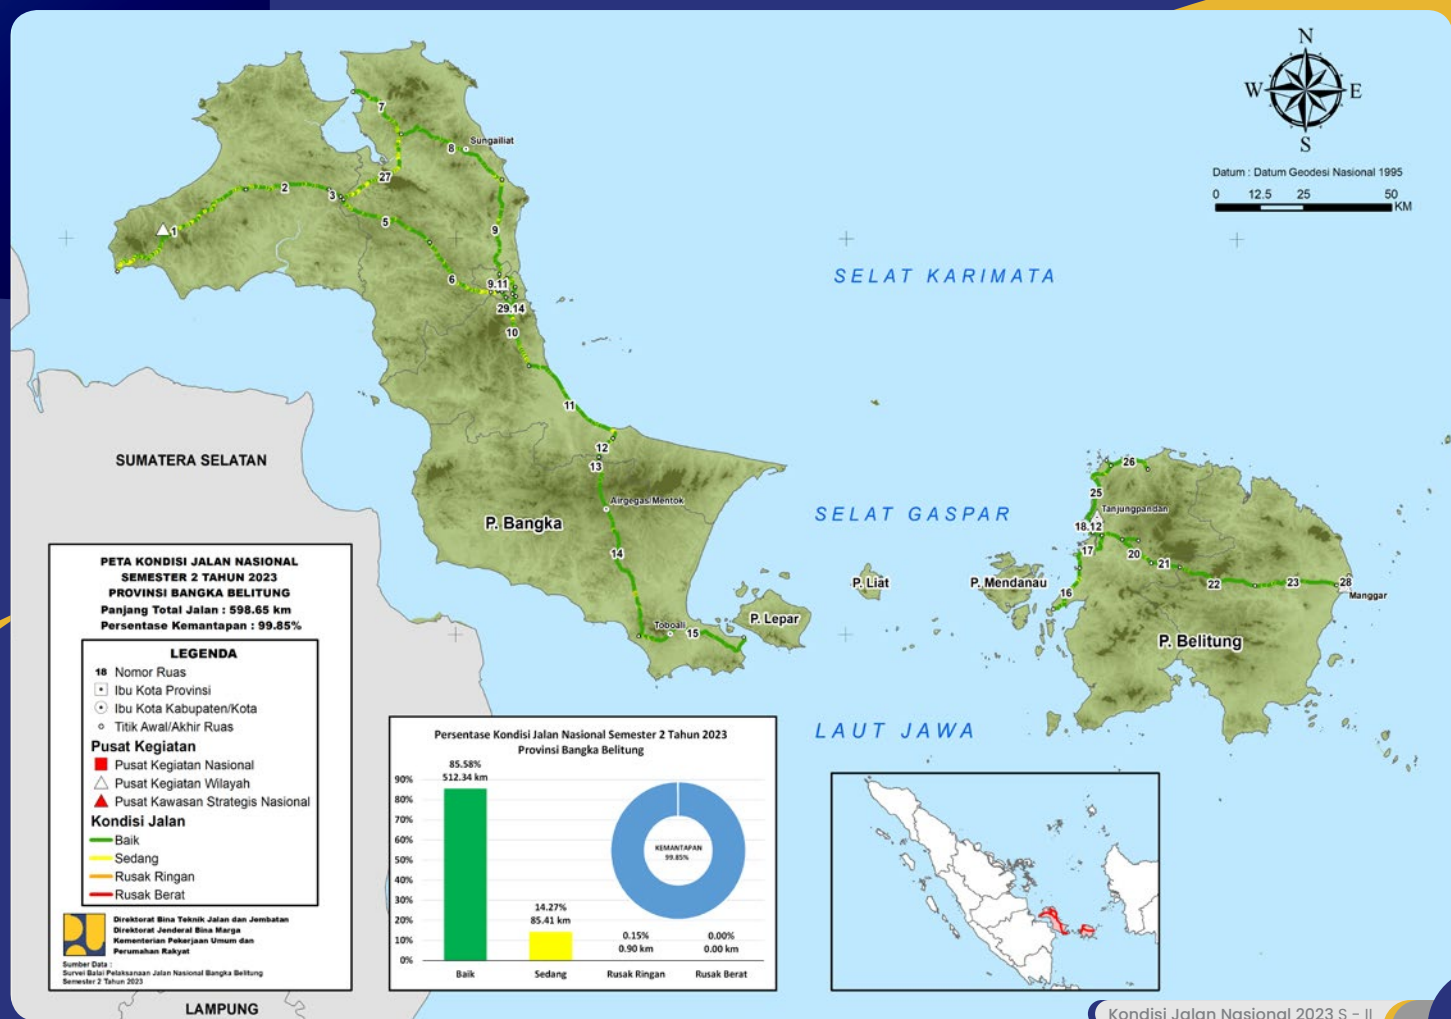 N
W E
S
Datum : Datum Geodesi Nasional 1995
0 12.5 25 50
KM
7
8
Sungailiat
27
2
3
1
5
9
6
9.11
29.14
10
11
12
13
Airgegas/Mentok
P. Bangka
14
Toboali
15
P. Lepar
SELAT KARIMATA
SELAT GASPAR
LAUT JAWA
P. Liat
P. Mendanau
26
25
Tanjungpandan
18.12
17
20
21
16
22
23
28
Manggar
P. Belitung
SUMATERA SELATAN
LAMPUNG
PETA KONDISI JALAN NASIONAL
SEMESTER 2 TAHUN 2023
PROVINSI BANGKA BELITUNG
Panjang Total Jalan : 598.65 km
Persentase Kemantapan : 99.85%
LEGENDA
18 Nomor Ruas
Ibu Kota Provinsi
Ibu Kota Kabupaten/Kota
Titik Awal/Akhir Ruas
Pusat Kegiatan
Pusat Kegiatan Nasional
Pusat Kegiatan Wilayah
Pusat Kawasan Strategis Nasional
Kondisi Jalan
Baik
Sedang
Rusak Ringan
Rusak Berat
Direktorat Bina Teknik Jalan dan Jembatan
Direktorat Jenderal Bina Marga
Kementerian Pekerjaan Umum dan
Perumahan Rakyat
Sumber Data :
Survei Balai Pelaksanaan Jalan Nasional Bangka Belitung
Semester 2 Tahun 2023
Persentase Kondisi Jalan Nasional Semester 2 Tahun 2023
Provinsi Bangka Belitung
85.58%
512.34 km
90%
80%
70%
60%
50%
40%
30%
20%
10%
0%
KEMANTAPAN
99.85%
14.27%
85.41 km
0.15%
0.90 km
0.00%
0.00 km
Baik Sedang Rusak Ringan Rusak Berat
Kondisi Jalan Nasional 2023 S - II